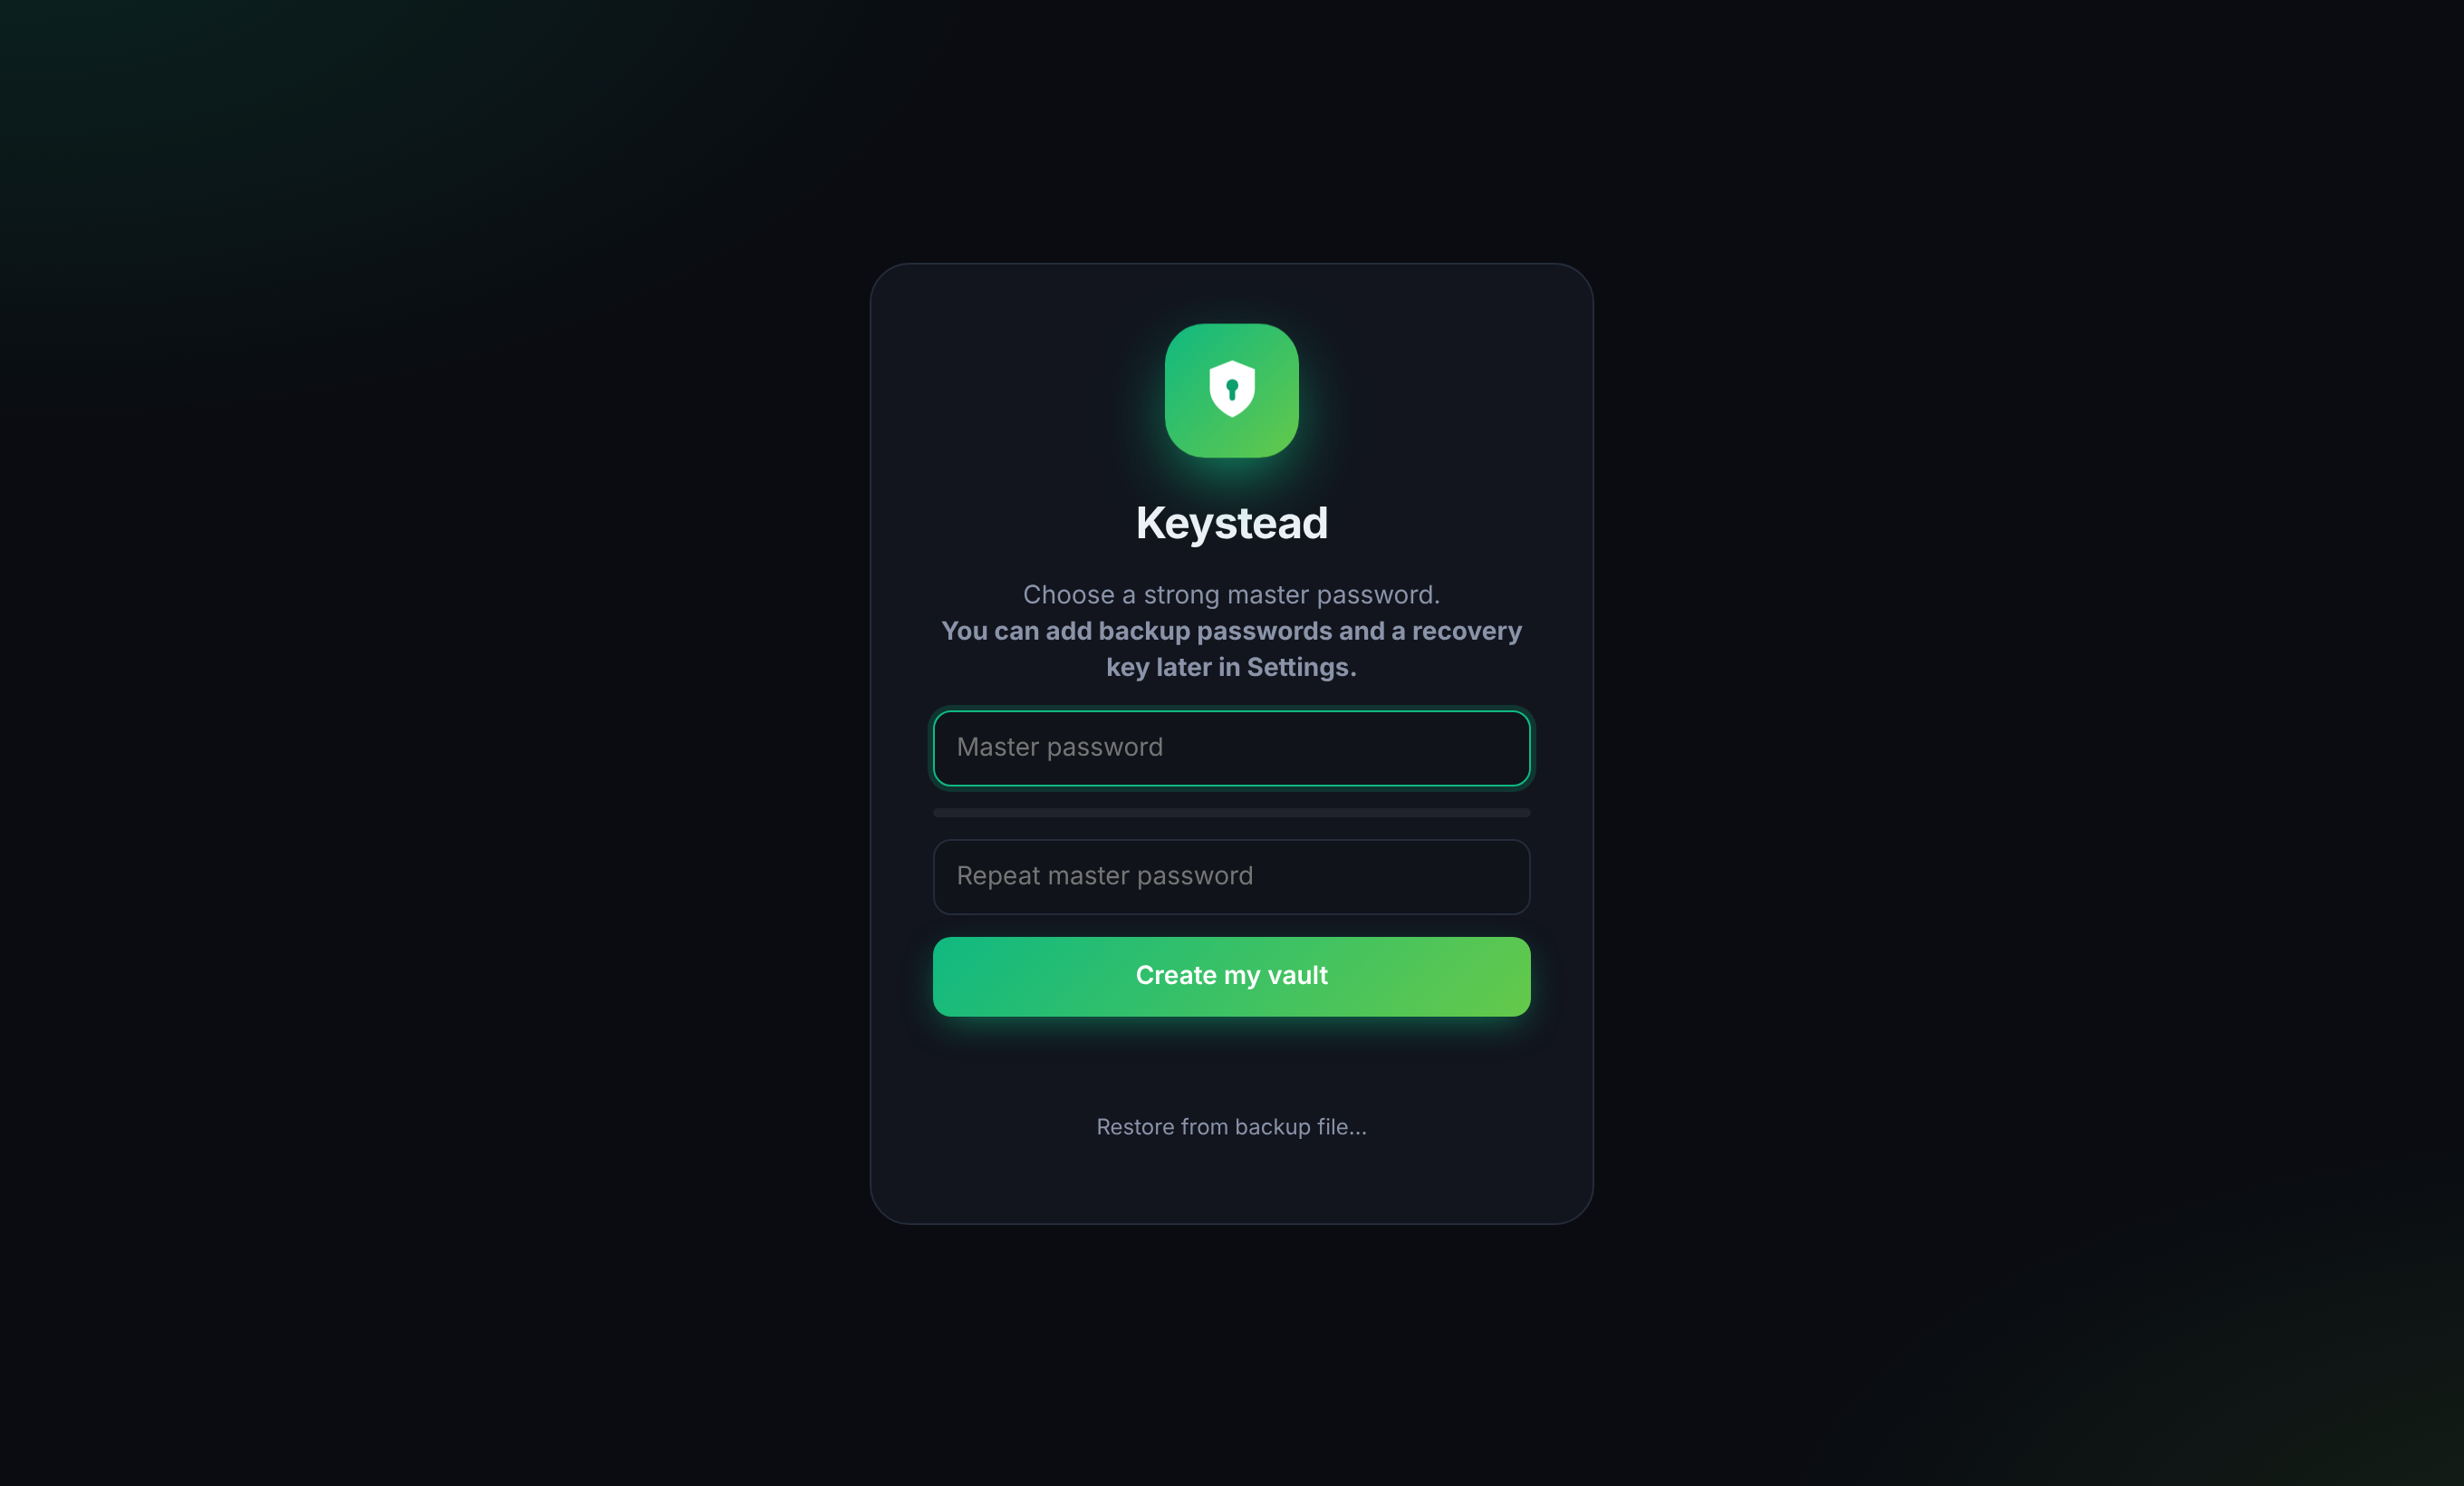 Keystead
Choose a strong master password.
You can add backup passwords and a recovery
key later in Settings.
Master password
Repeat master password
Create my vault
Restore from backup file...